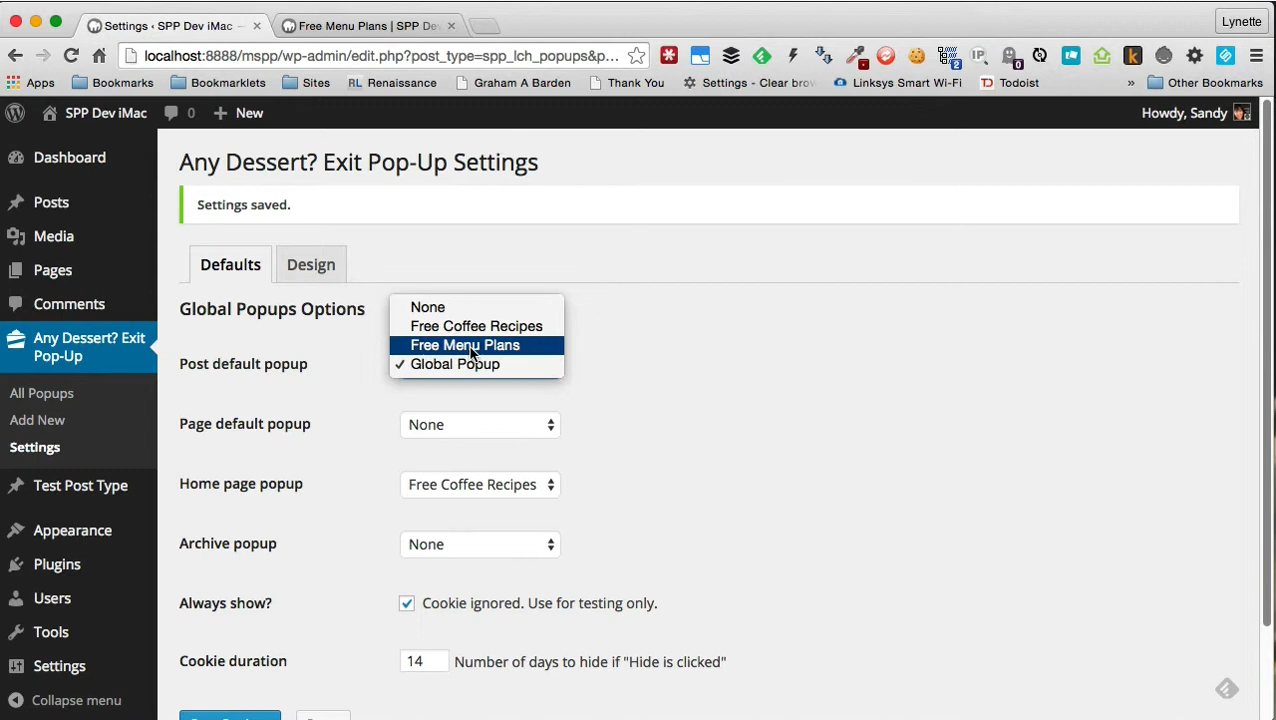 Settings ‹ SPP Dev iMac —
Free Menu Plans | SPP Dev
Lynette
localhost:8888/mspp/wp-admin/edit.php?post_type=spp_lch_popups&p...
Apps
Bookmarks
Bookmarklets
Sites
RL Renaissance
Graham A Barden
Thank You
Settings - Clear brow
Linksys Smart Wi-Fi
Todoist
»
Other Bookmarks
SPP Dev iMac
0
+ New
Howdy, Sandy
Dashboard
Posts
Media
Pages
Comments
Any Dessert? Exit
Pop-Up
All Popups
Add New
Settings
Test Post Type
Appearance
Plugins
Users
Tools
Settings
Collapse menu
Any Dessert? Exit Pop-Up Settings
Settings saved.
Defaults
Design
Global Popups Options
None
Free Coffee Recipes
Free Menu Plans
✓ Global Popup
Post default popup
Page default popup
None
Home page popup
Free Coffee Recipes
Archive popup
None
Always show?
Cookie ignored. Use for testing only.
Cookie duration
14
Number of days to hide if "Hide is clicked"